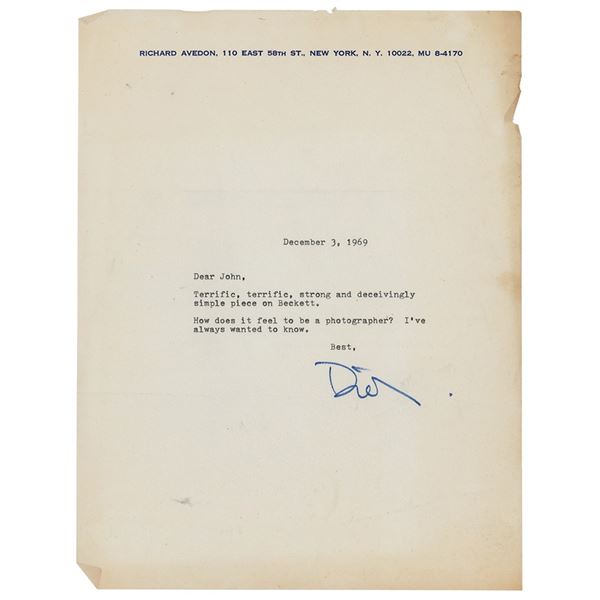 RICHARD AVEDON, 110 EAST 58TH ST., NEW YORK, N. Y. 10022, MU 8-4170
December 3, 1969
Dear John,
Terrific, terrific, strong and deceivingly
simple piece on Beckett.
How does it feel to be a photographer? I've
always wanted to know.
Best,